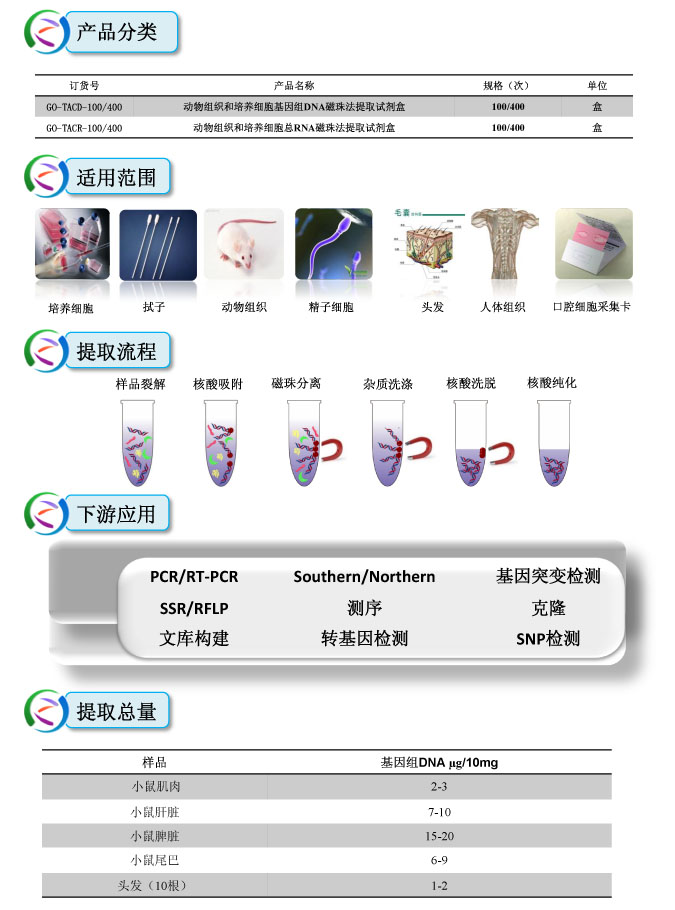 产品分类
订货号 产品名称 规格（次） 单位
GO-TACD-100/400 动物组织和培养细胞基因组DNA磁珠法提取试剂盒 100/400 盒
GO-TACR-100/400 动物组织和培养细胞总RNA磁珠法提取试剂盒 100/400 盒
适用范围
毛囊
培养细胞 拭子 动物组织 精子细胞 头发 人体组织 口腔细胞采集卡
提取流程
样品裂解 核酸吸附 磁珠分离 杂质洗涤 核酸洗脱 核酸纯化
下游应用
PCR/RT-PCR Southern/Northern 基因突变检测
SSR/RFLP 测序 克隆
文库构建 转基因检测 SNP检测
提取总量
样品 基因组DNA μg/10mg
小鼠肌肉 2-3
小鼠肝脏 7-10
小鼠脾脏 15-20
小鼠尾巴 6-9
头发（10根） 1-2